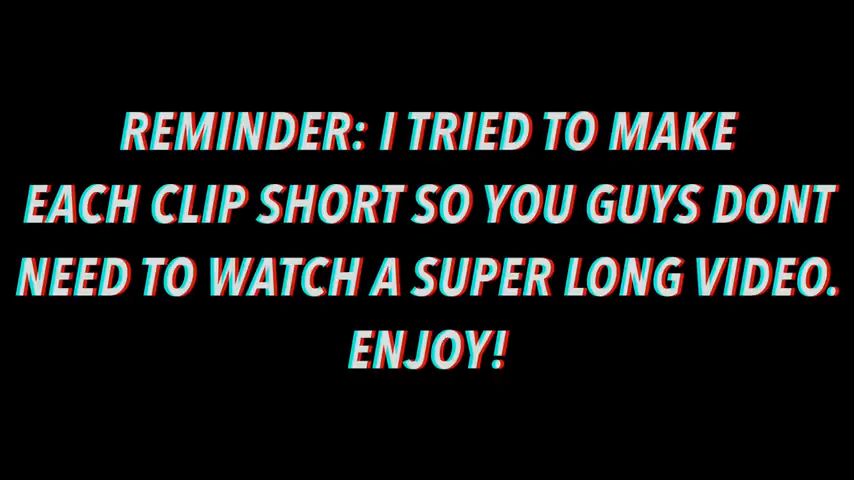 REMINDER: I TRIED TO MAKE
EACH CLIP SHORT SO YOU GUYS DONT
NEED TO WATCH A SUPER LONG VIDEO.
ENJOY!